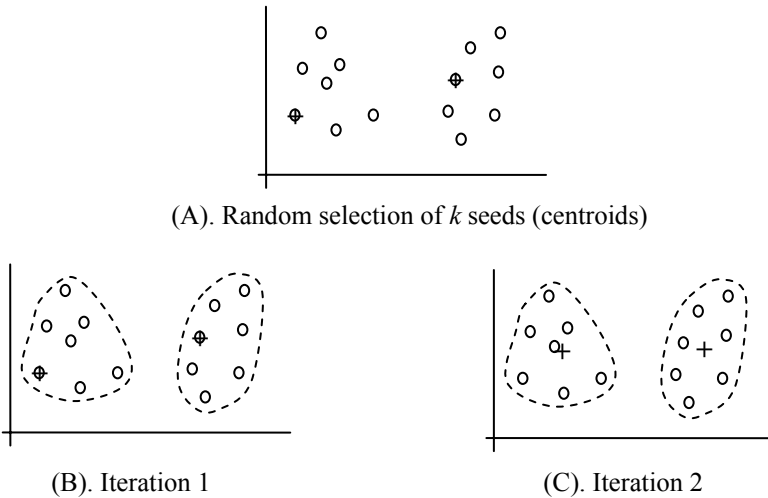 (A). Random selection of k seeds (centroids)
(B). Iteration 1
(C). Iteration 2